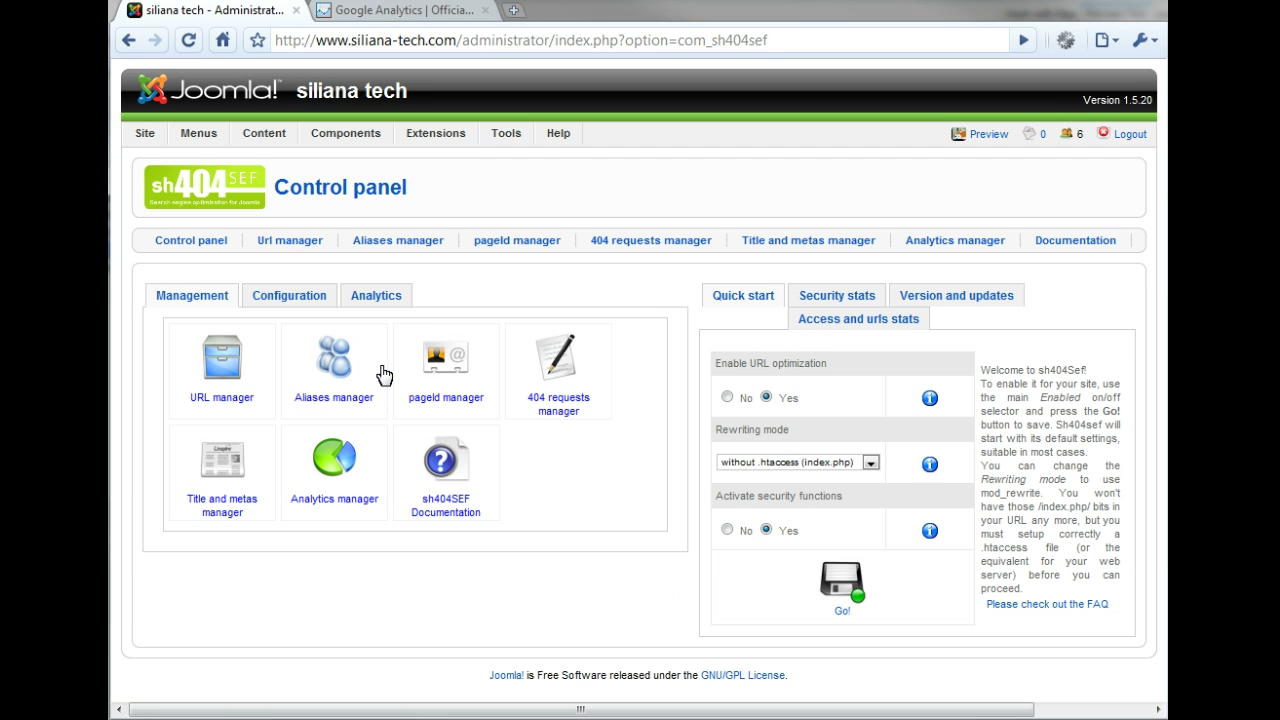 siliana tech - Administrat...
Google Analytics | Officia...
http://www.siliana-tech.com/administrator/index.php?option=com_sh404sef
Joomla! siliana tech
Version 1.5.20
Site Menus Content Components Extensions Tools Help Preview 0 6 Logout
sh404SEF
Search engine optimization for Joomla
Control panel
Control panel Url manager Aliases manager pageId manager 404 requests manager Title and metas manager Analytics manager Documentation
Management Configuration Analytics
URL manager
Aliases manager
pageId manager
404 requests
manager
Title and metas
manager
Analytics manager
sh404SEF
Documentation
Quick start Security stats Version and updates
Access and urls stats
Enable URL optimization
No Yes
Rewriting mode
without .htaccess (index.php)
Activate security functions
No Yes
Go!
Welcome to sh404Sef!
To enable it for your site, use
the main Enabled on/off
selector and press the Go!
button to save. Sh404sef will
start with its default settings,
suitable in most cases.
You can change the
Rewriting mode to use
mod_rewrite. You won't
have those /index.php/ bits in
your URL any more, but you
must setup correctly a
.htaccess file (or the
equivalent for your web
server) before you can
proceed.
Please check out the FAQ
Joomla! is Free Software released under the GNU/GPL License.